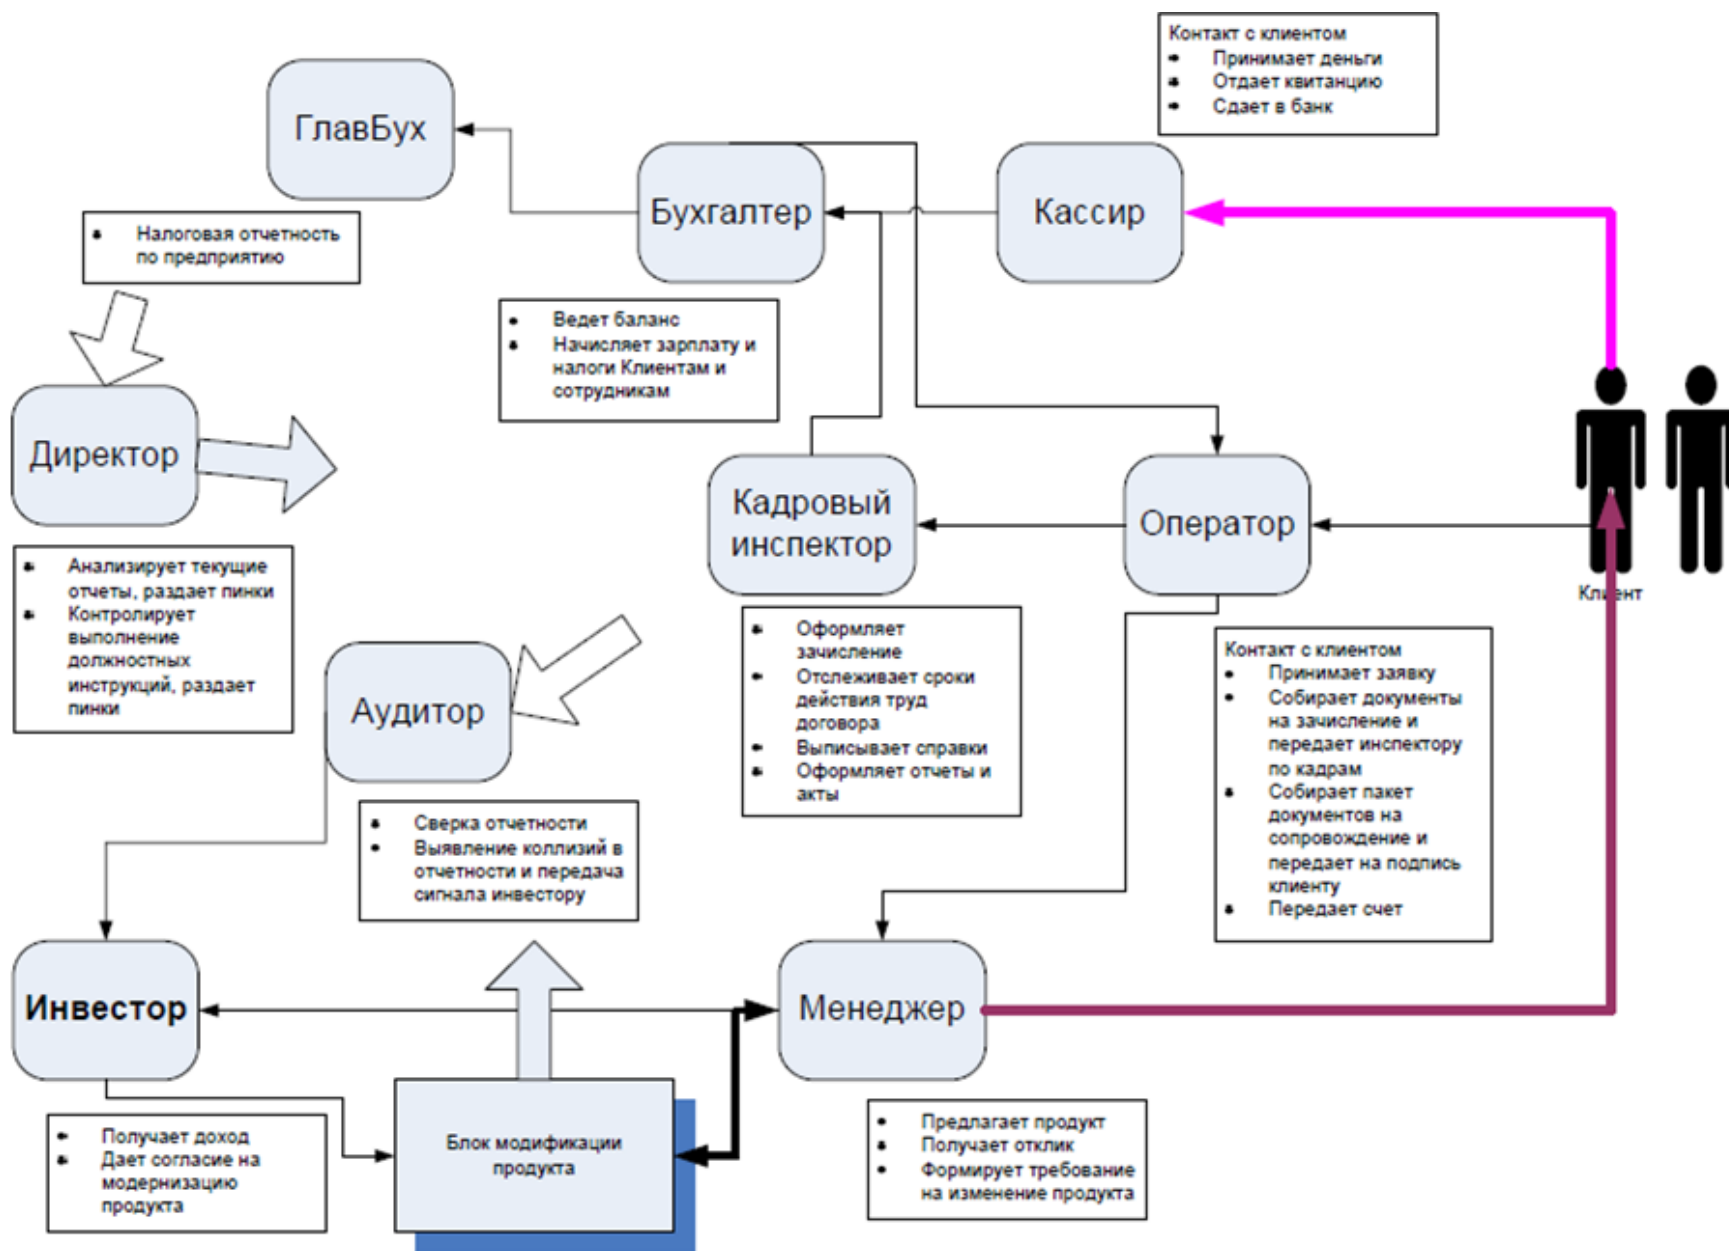 Контакт с клиентом
Принимает деньги
Отдает квитанцию
Сдает в банк
ГлавБух
Бухгалтер
Кассир
Налоговая отчетность
по предприятию
Ведет баланс
Начисляет зарплату и
налоги Клиентам и
сотрудникам
Директор
Кадровый
инспектор
Оператор
Клиент
Анализирует текущие
отчеты, раздает пинки
Контролирует
выполнение
должностных
инструкций, раздает
пинки
Аудитор
Оформляет
зачисление
Отслеживает сроки
действия труд
договора
Выписывает справки
Оформляет отчеты и
акты
Контакт с клиентом
Принимает заявку
Собирает документы
на зачисление и
передает инспектору
по кадрам
Собирает пакет
документов на
сопровождение и
передает на подпись
клиенту
Передает счет
Сверка отчетности
Выявление коллизий в
отчетности и передача
сигнала инвестору
Инвестор
Менеджер
Получает доход
Дает согласие на
модернизацию
продукта
Блок модификации
продукта
Предлагает продукт
Получает отклик
Формирует требование
на изменение продукта